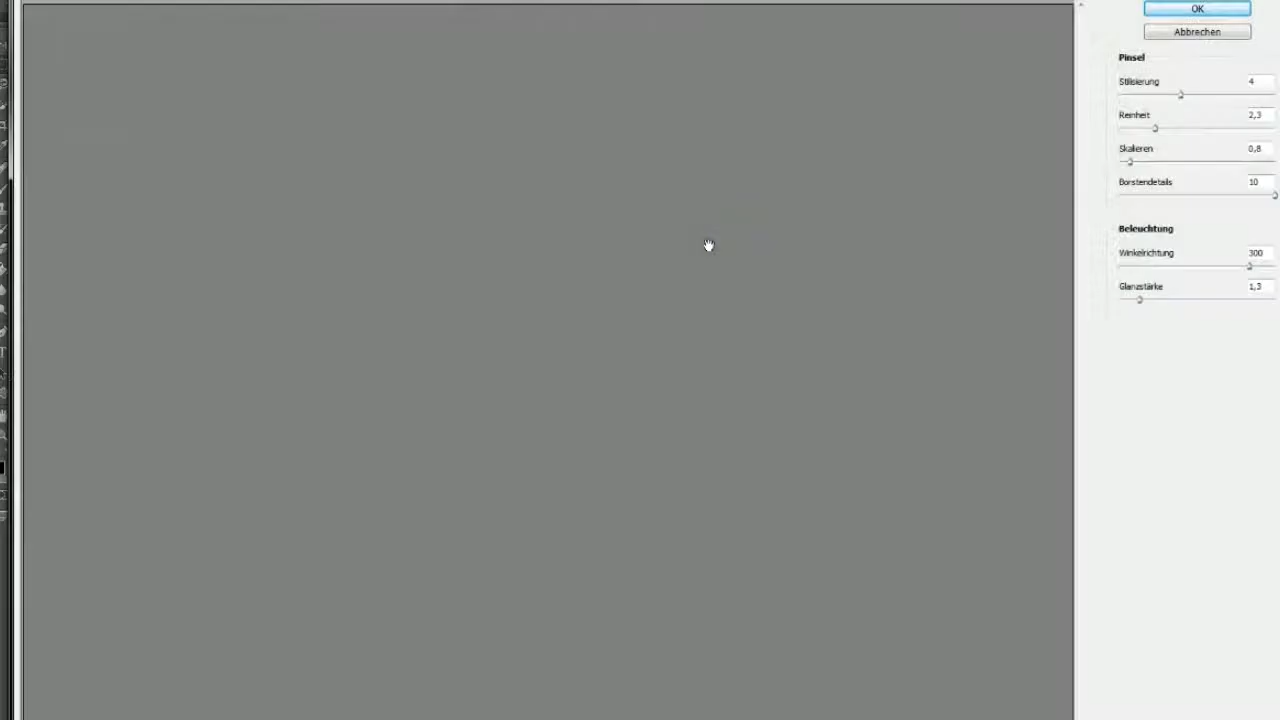 OK
Abbrechen
Pinsel
Stilisierung 4
Reinheit 2,3
Skalieren 0,8
Borstendetails 10
Beleuchtung
Winkelrichtung 300
Glanzstärke 1,3
T